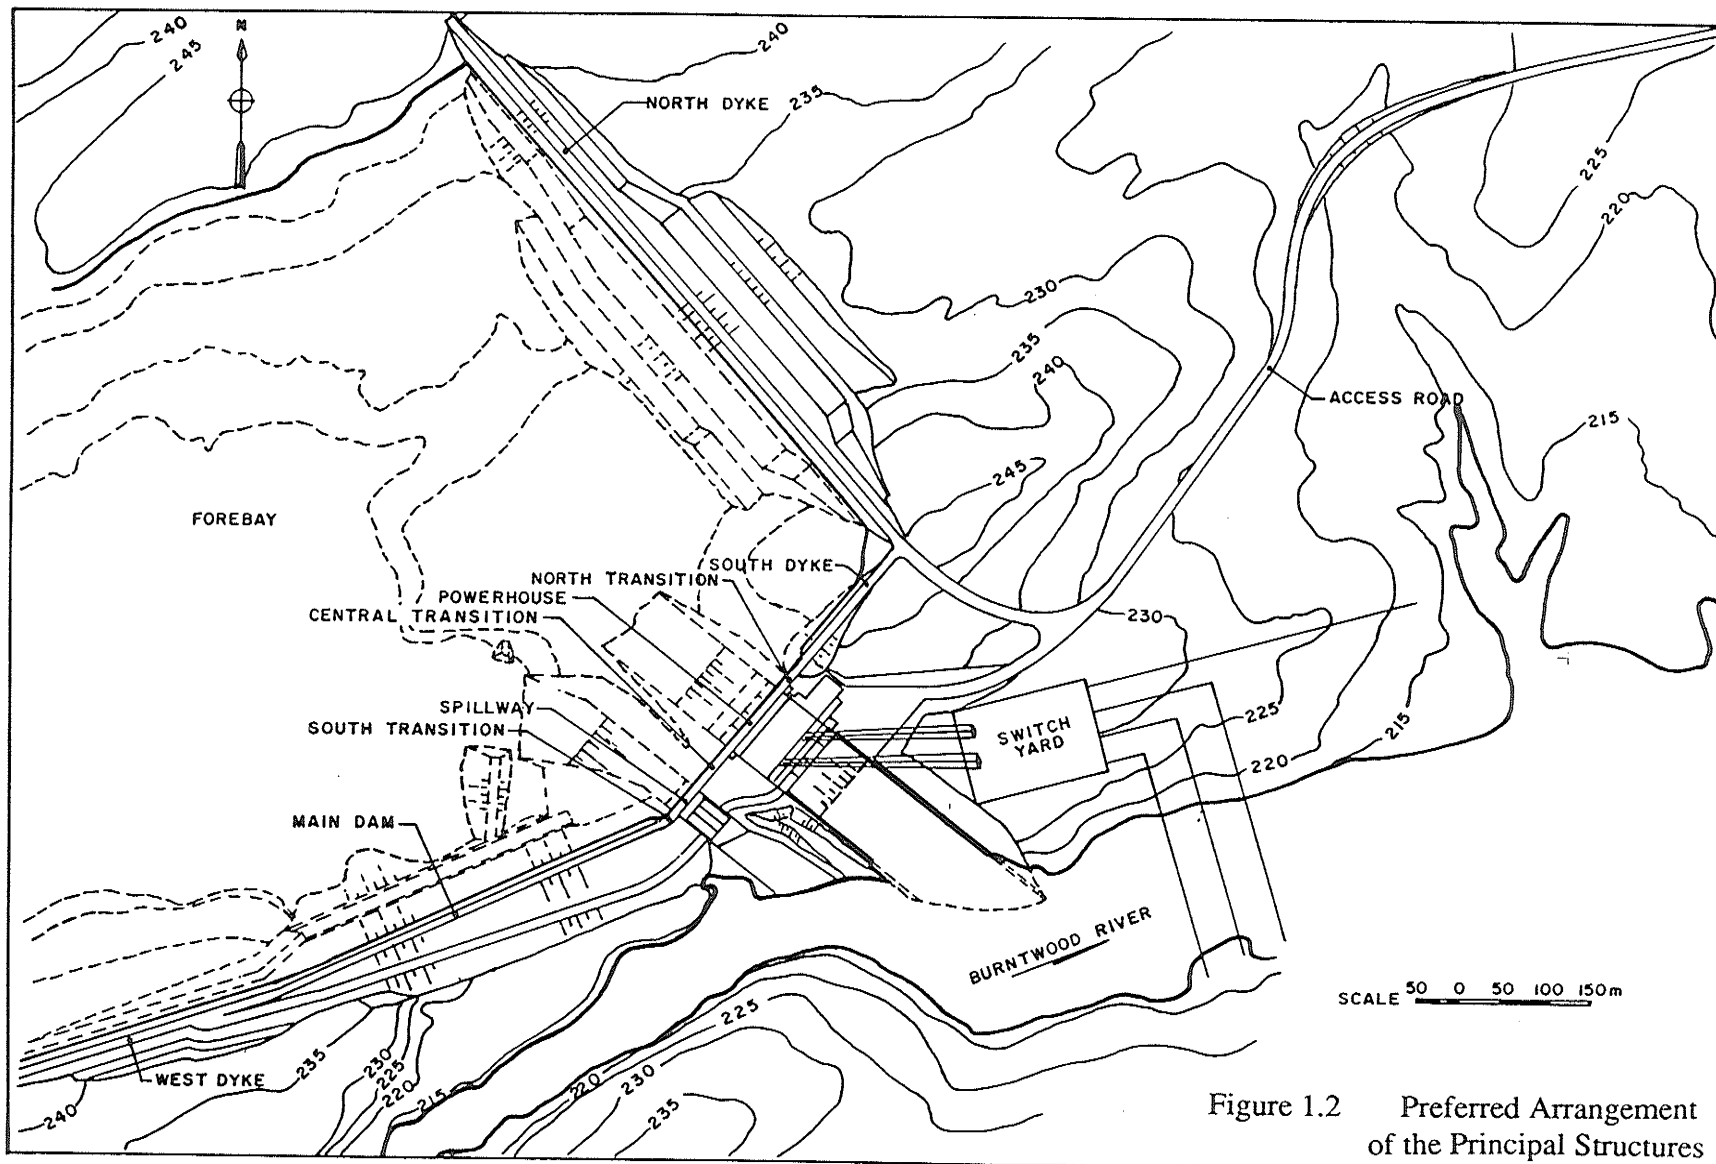 240
245
N
240
NORTH DYKE
235
225
220
230
235
240
ACCESS ROAD
215
245
FOREBAY
SOUTH DYKE
NORTH TRANSITION
POWERHOUSE
CENTRAL TRANSITION
230
SPILLWAY
SOUTH TRANSITION
SWITCH
YARD
225
215
220
MAIN DAM
BURNTWOOD RIVER
SCALE 50 0 50 100 150m
225
WEST DYKE
235
230
225
220
215
220
230
235
240
Figure 1.2 Preferred Arrangement
of the Principal Structures